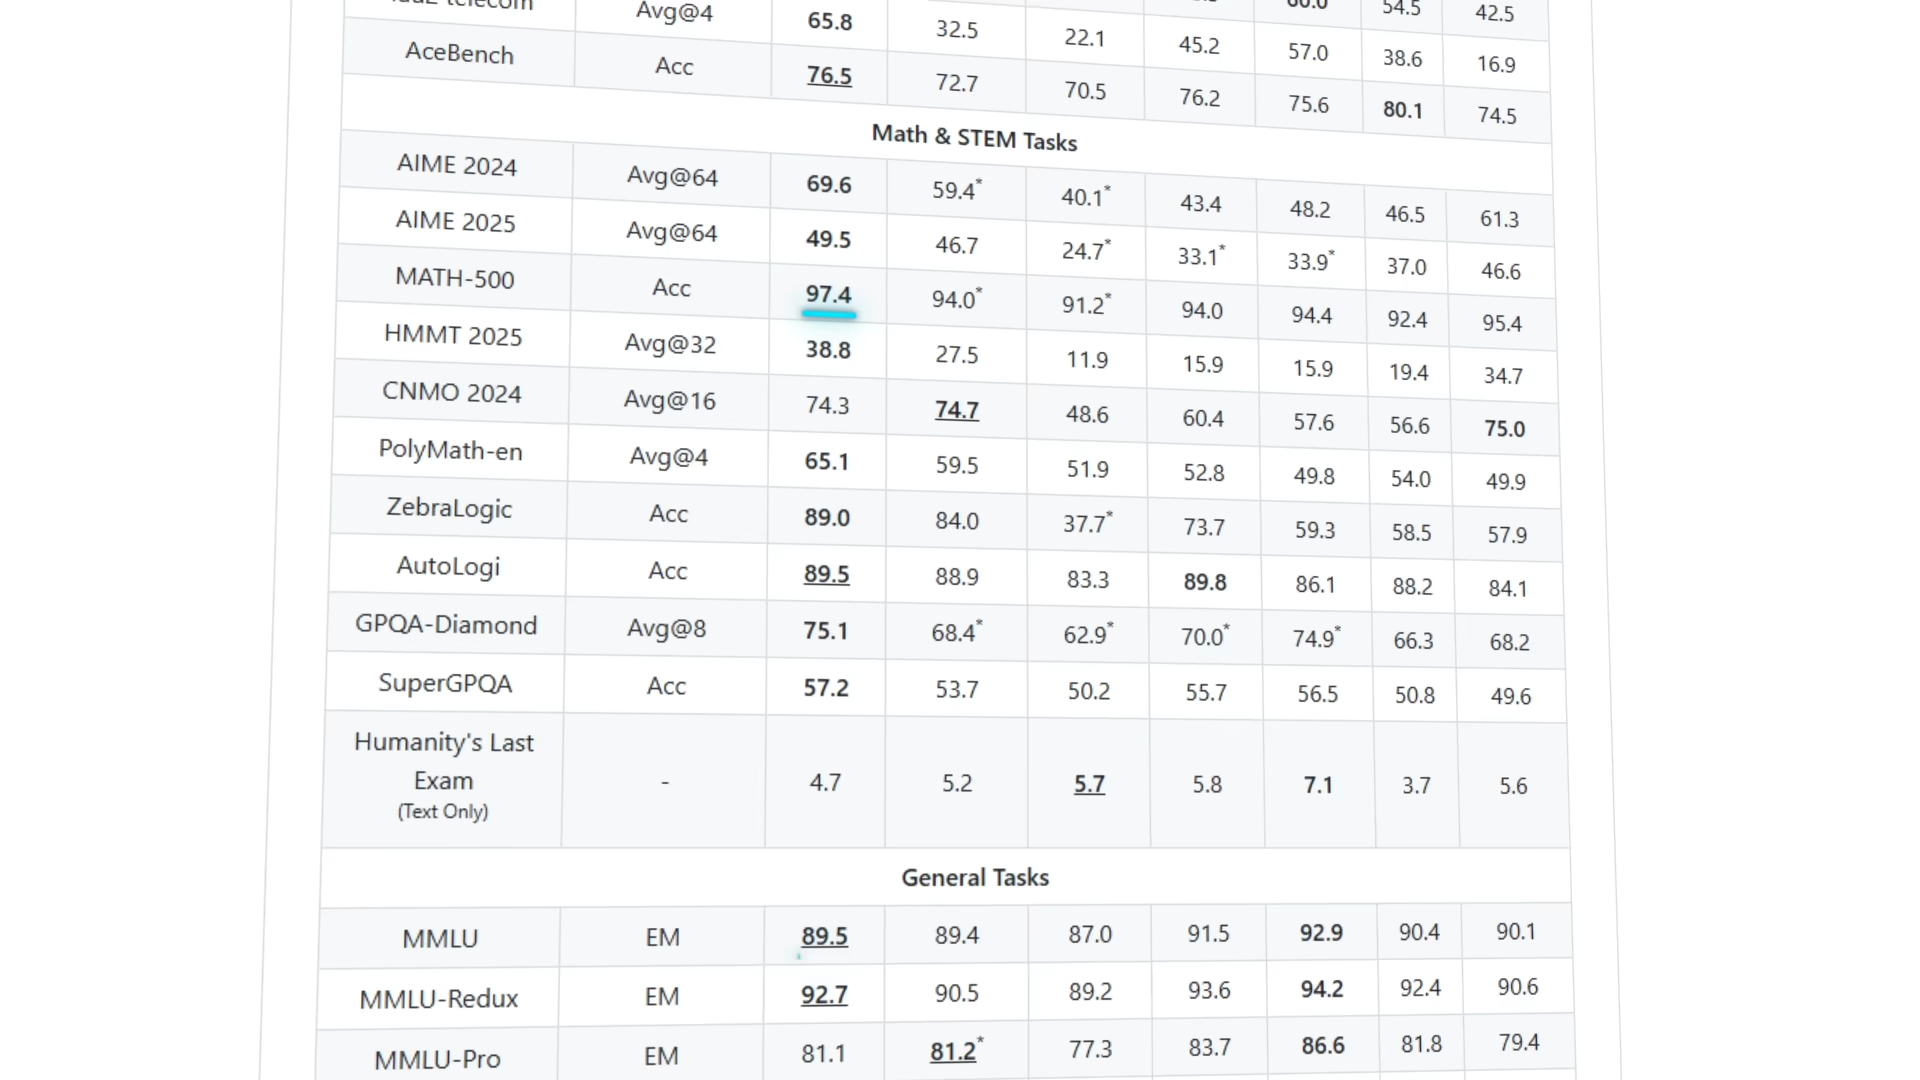 telecom Avg@4 65.8 32.5 22.1 45.2 57.0 38.6 16.9
60.0 54.5 42.5
AceBench Acc 76.5 72.7 70.5 76.2 75.6 80.1 74.5
Math & STEM Tasks
AIME 2024 Avg@64 69.6 59.4* 40.1* 43.4 48.2 46.5 61.3
AIME 2025 Avg@64 49.5 46.7 24.7* 33.1* 33.9* 37.0 46.6
MATH-500 Acc 97.4 94.0* 91.2* 94.0 94.4 92.4 95.4
HMMT 2025 Avg@32 38.8 27.5 11.9 15.9 15.9 19.4 34.7
CNMO 2024 Avg@16 74.3 74.7 48.6 60.4 57.6 56.6 75.0
PolyMath-en Avg@4 65.1 59.5 51.9 52.8 49.8 54.0 49.9
ZebraLogic Acc 89.0 84.0 37.7* 73.7 59.3 58.5 57.9
AutoLogi Acc 89.5 88.9 83.3 89.8 86.1 88.2 84.1
GPQA-Diamond Avg@8 75.1 68.4* 62.9* 70.0* 74.9* 66.3 68.2
SuperGPQA Acc 57.2 53.7 50.2 55.7 56.5 50.8 49.6
Humanity's Last
Exam - 4.7 5.2 5.7 5.8 7.1 3.7 5.6
(Text Only)
General Tasks
MMLU EM 89.5 89.4 87.0 91.5 92.9 90.4 90.1
MMLU-Redux EM 92.7 90.5 89.2 93.6 94.2 92.4 90.6
MMLU-Pro EM 81.1 81.2* 77.3 83.7 86.6 81.8 79.4